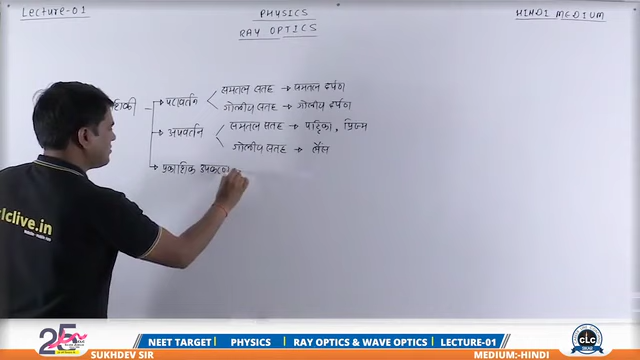 Lecture-01
PHYSICS
HINDI MEDIUM
RAY OPTICS
परावर्तन
समतल सतह → समतल दर्पण
गोलीय सतह → गोलीय दर्पण
अपवर्तन
समतल सतह → पट्टिका, प्रिज्म
गोलीय सतह → लेंस
प्रकाशिक उपकरण
clclive.in
25
NEET TARGET PHYSICS RAY OPTICS & WAVE OPTICS LECTURE-01
CLC
SUKHDEV SIR
MEDIUM:-HINDI